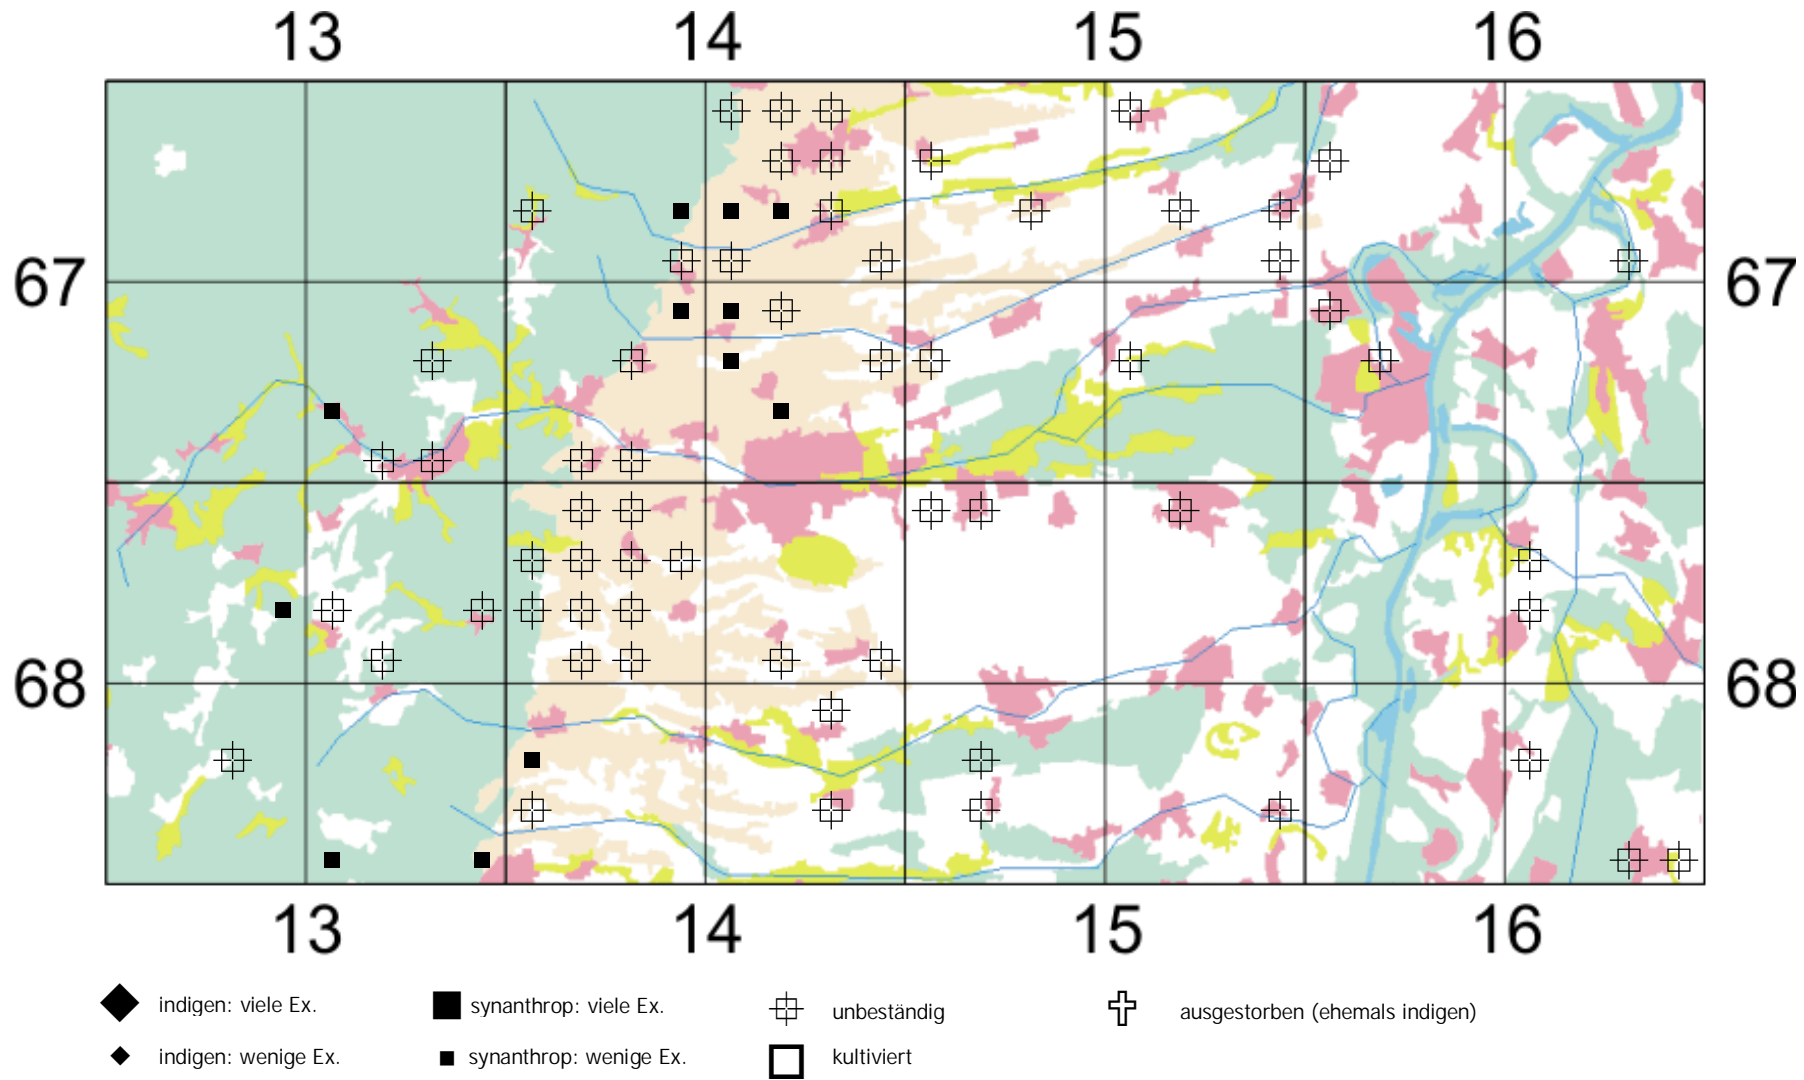 13 14 15 16
67 67
68 68
13 14 15 16
indigen: viele Ex. synanthrop: viele Ex. unbeständig ausgestorben (ehemals indigen)
indigen: wenige Ex. synanthrop: wenige Ex. kultiviert